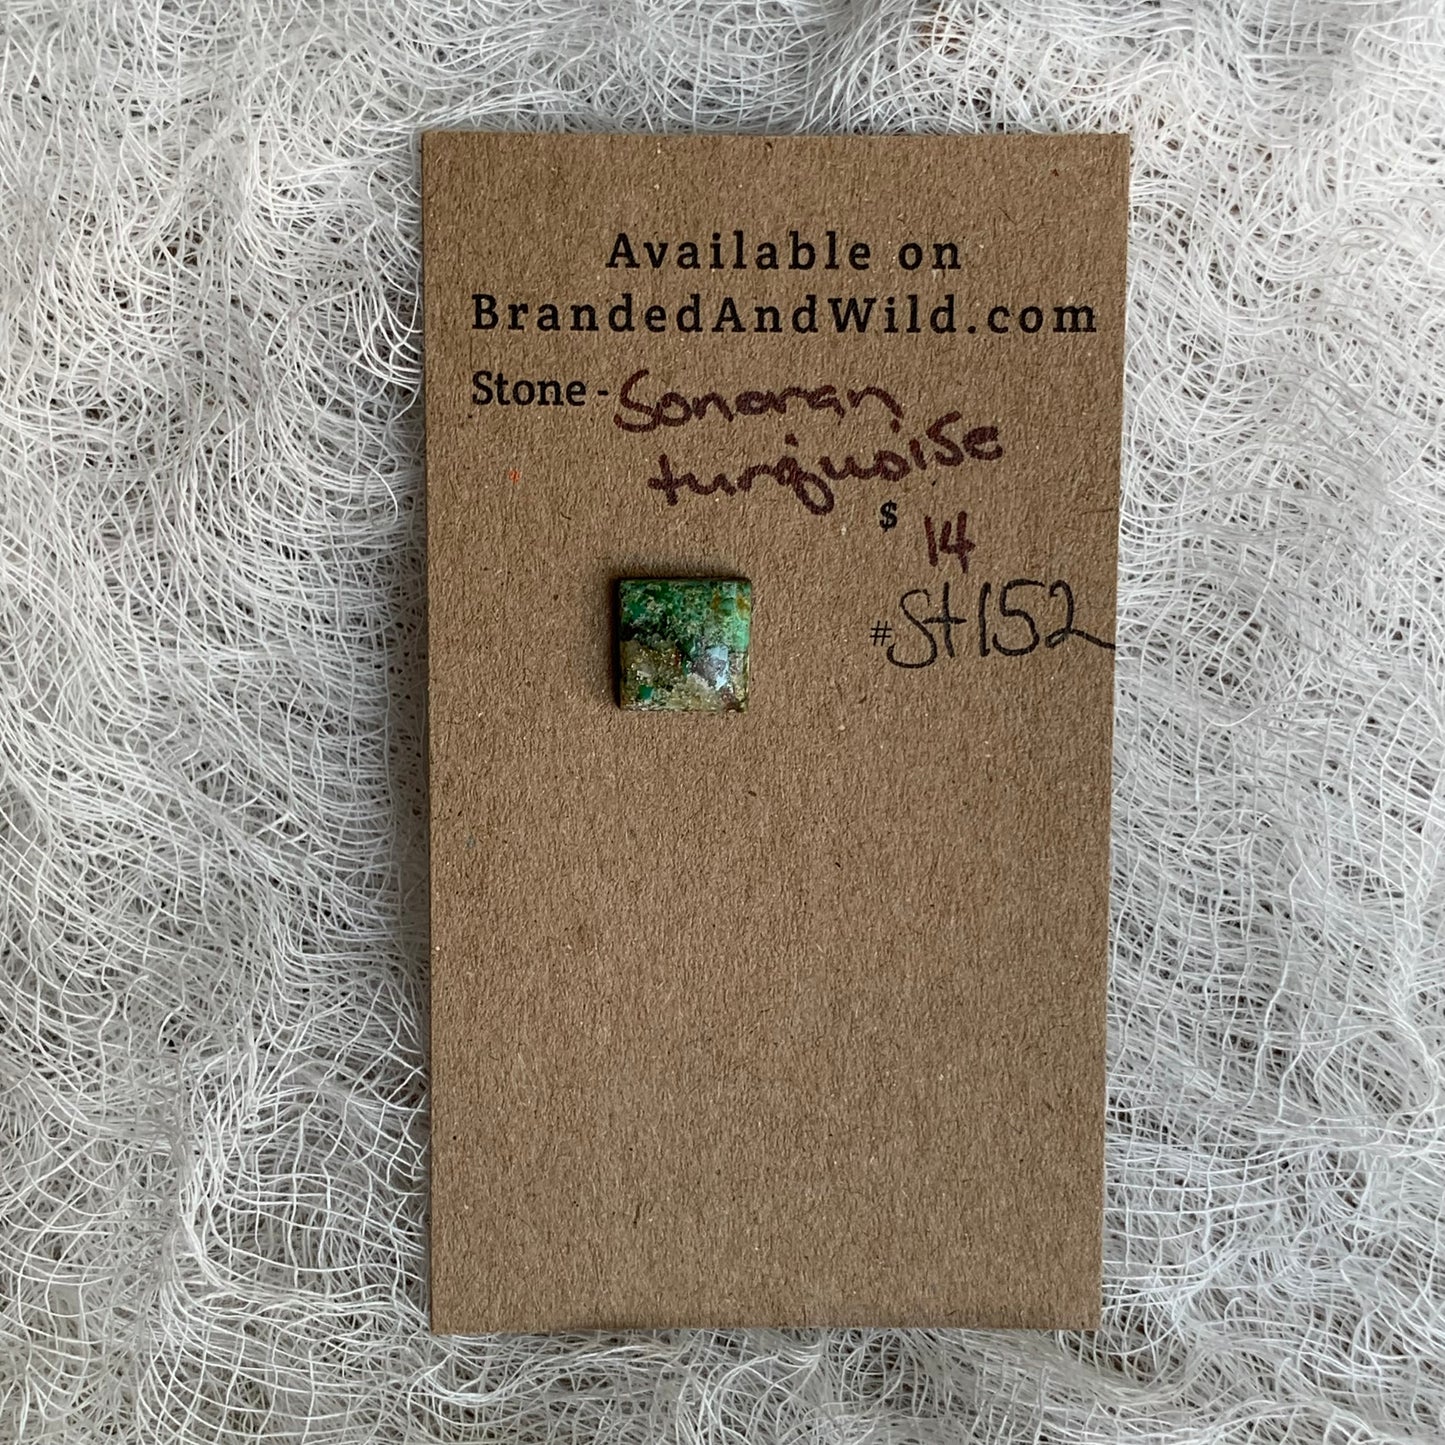 Available on
BrandedAndWild.com
Stone - Sonoran
turquoise
$ 14
#St152